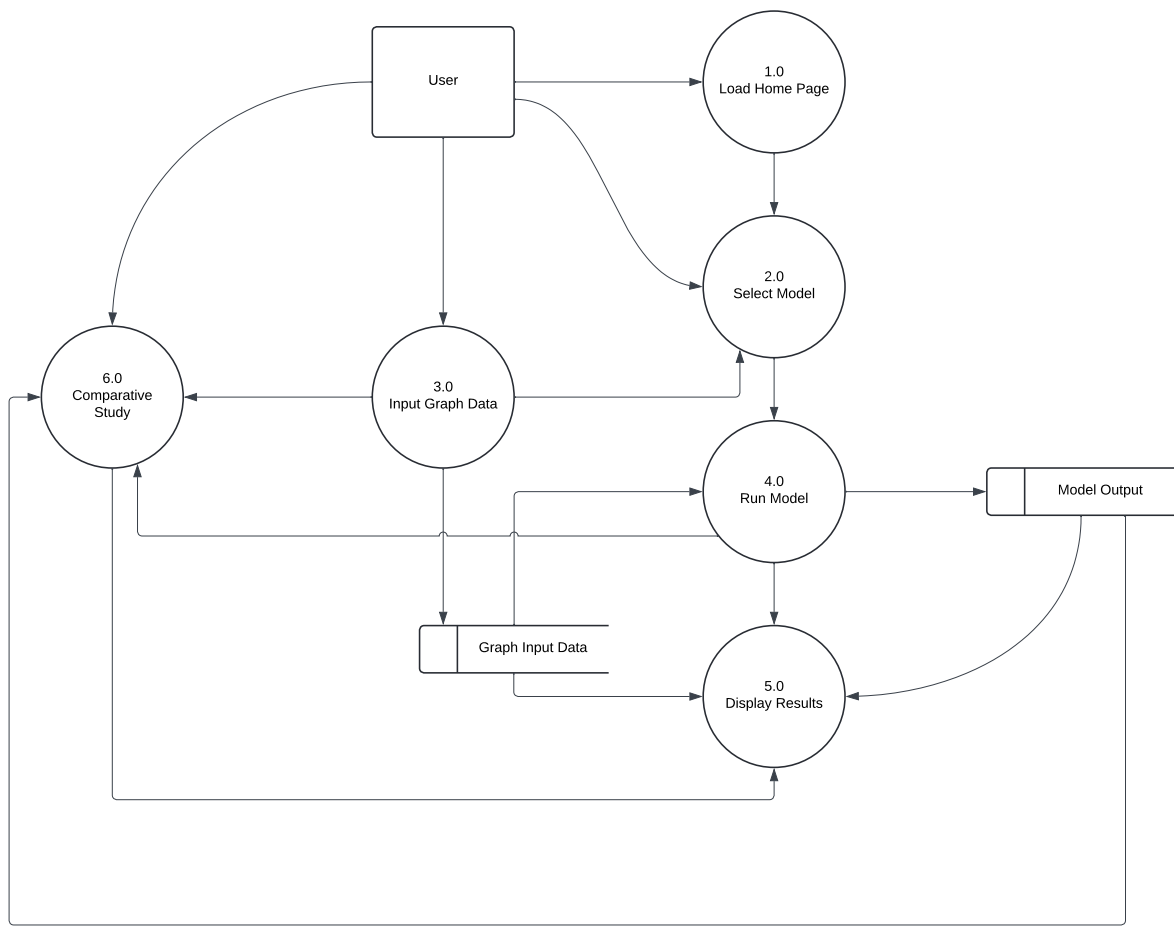 User
1.0
Load Home Page
2.0
Select Model
6.0
Comparative
Study
3.0
Input Graph Data
4.0
Run Model
Model Output
Graph Input Data
5.0
Display Results